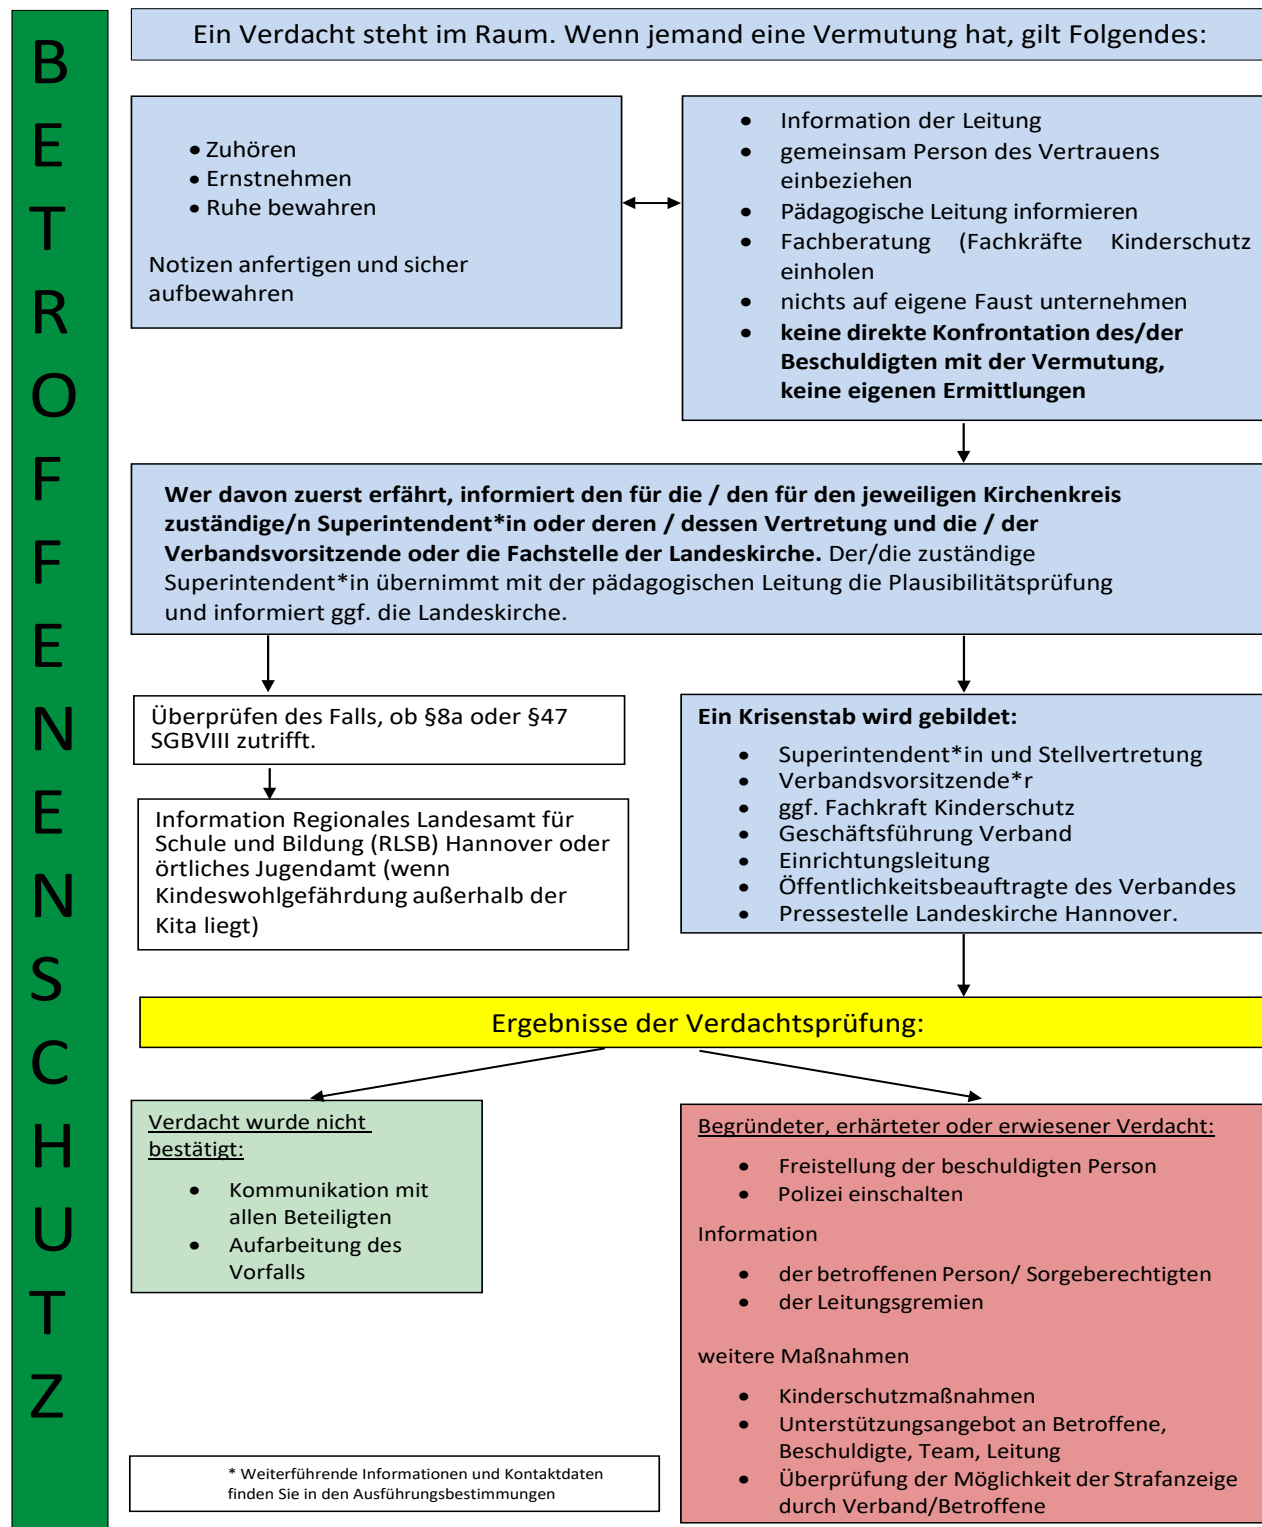 BETROFFENENSCHUTZ
Ein Verdacht steht im Raum. Wenn jemand eine Vermutung hat, gilt Folgendes:
• Zuhören
• Ernstnehmen
• Ruhe bewahren
Notizen anfertigen und sicher
aufbewahren
• Information der Leitung
• gemeinsam Person des Vertrauens
einbeziehen
• Pädagogische Leitung informieren
• Fachberatung (Fachkräfte Kinderschutz
einholen
• nichts auf eigene Faust unternehmen
• keine direkte Konfrontation des/der
Beschuldigten mit der Vermutung,
keine eigenen Ermittlungen
Wer davon zuerst erfährt, informiert den für die / den für den jeweiligen Kirchenkreis
zuständige/n Superintendent*in oder deren / dessen Vertretung und die / der
Verbandsvorsitzende oder die Fachstelle der Landeskirche. Der/die zuständige
Superintendent*in übernimmt mit der pädagogischen Leitung die Plausibilitätsprüfung
und informiert ggf. die Landeskirche.
Überprüfen des Falls, ob §8a oder §47
SGBVIII zutrifft.
Information Regionales Landesamt für
Schule und Bildung (RLSB) Hannover oder
örtliches Jugendamt (wenn
Kindeswohlgefährdung außerhalb der
Kita liegt)
Ein Krisenstab wird gebildet:
• Superintendent*in und Stellvertretung
• Verbandsvorsitzende*r
• ggf. Fachkraft Kinderschutz
• Geschäftsführung Verband
• Einrichtungsleitung
• Öffentlichkeitsbeauftragte des Verbandes
• Pressestelle Landeskirche Hannover.
Ergebnisse der Verdachtsprüfung:
Verdacht wurde nicht
bestätigt:
• Kommunikation mit
allen Beteiligten
• Aufarbeitung des
Vorfalls
Begründeter, erhärteter oder erwiesener Verdacht:
• Freistellung der beschuldigten Person
• Polizei einschalten
Information
• der betroffenen Person/ Sorgeberechtigten
• der Leitungsgremien
weitere Maßnahmen
• Kinderschutzmaßnahmen
• Unterstützungsangebot an Betroffene,
Beschuldigte, Team, Leitung
• Überprüfung der Möglichkeit der Strafanzeige
durch Verband/Betroffene
* Weiterführende Informationen und Kontaktdaten
finden Sie in den Ausführungsbestimmungen